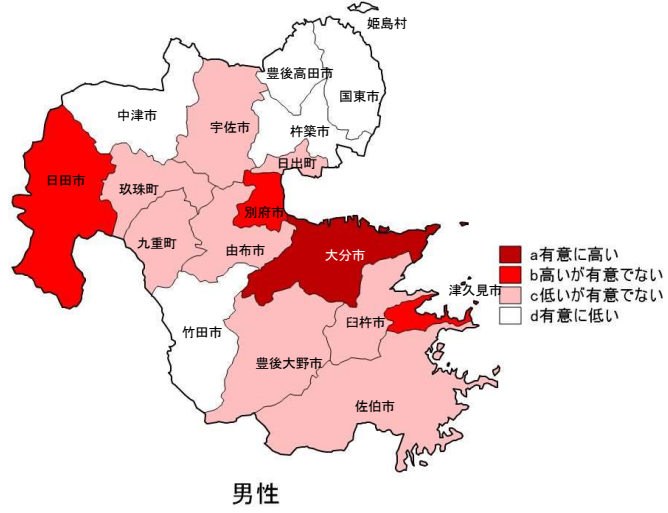 姫島村
豊後高田市
国東市
中津市
宇佐市
杵築市
日出町
日田市
玖珠町
別府市
九重町
由布市
大分市
a有意に高い
b高いが有意でない
c低いが有意でない
d有意に低い
津久見市
臼杵市
竹田市
豊後大野市
佐伯市
男性